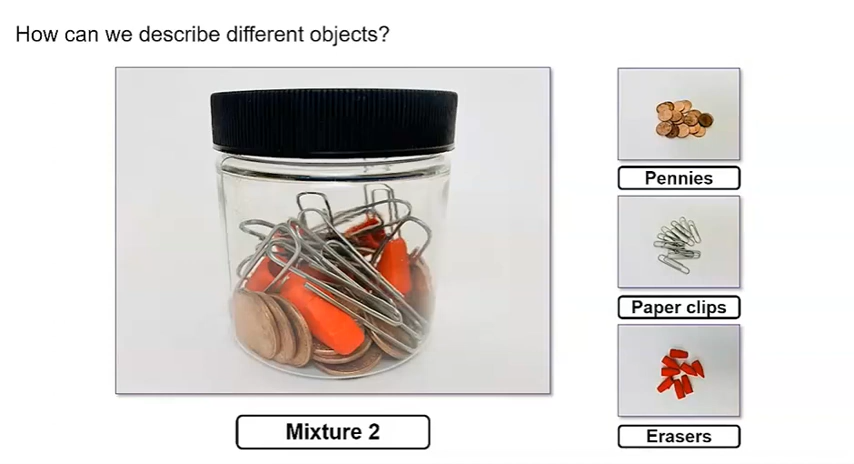 How can we describe different objects?
Mixture 2
Pennies
Paper clips
Erasers